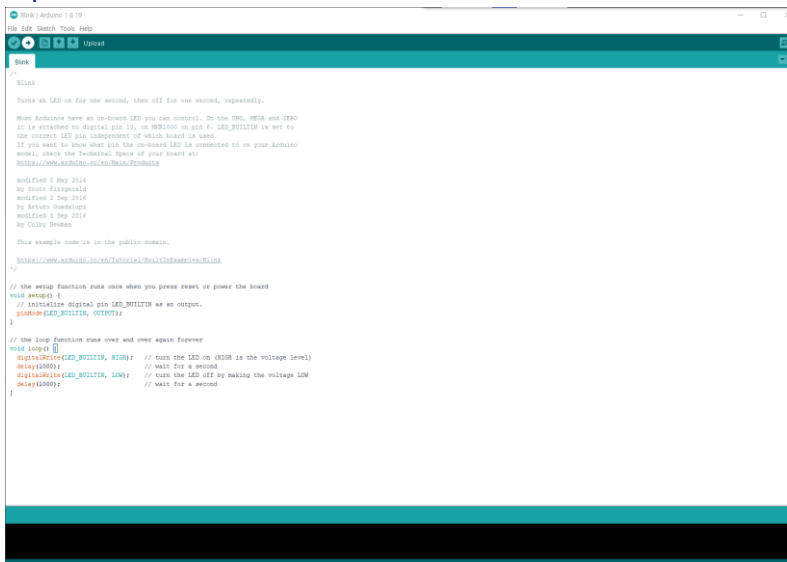 Blink | Arduino 1.8.19
File Edit Sketch Tools Help
Upload
Blink
/*
Blink
Turns an LED on for one second, then off for one second, repeatedly.
Most Arduinos have an on-board LED you can control. On the UNO, MEGA and ZERO
it is attached to digital pin 13, on MKR1000 on pin 6. LED_BUILTIN is set to
the correct LED pin independent of which board is used.
If you want to know what pin the on-board LED is connected to on your Arduino
model, check the Technical Specs of your board at:
https://www.arduino.cc/en/Main/Products
modified 8 May 2014
by Scott Fitzgerald
modified 2 Sep 2016
by Arturo Guadalupi
modified 8 Sep 2016
by Colby Newman
This example code is in the public domain.
https://www.arduino.cc/en/Tutorial/BuiltInExamples/Blink
*/
// the setup function runs once when you press reset or power the board
void setup() {
// initialize digital pin LED_BUILTIN as an output.
pinMode(LED_BUILTIN, OUTPUT);
}
// the loop function runs over and over again forever
void loop() {
digitalWrite(LED_BUILTIN, HIGH); // turn the LED on (HIGH is the voltage level)
delay(1000); // wait for a second
digitalWrite(LED_BUILTIN, LOW); // turn the LED off by making the voltage LOW
delay(1000); // wait for a second
}